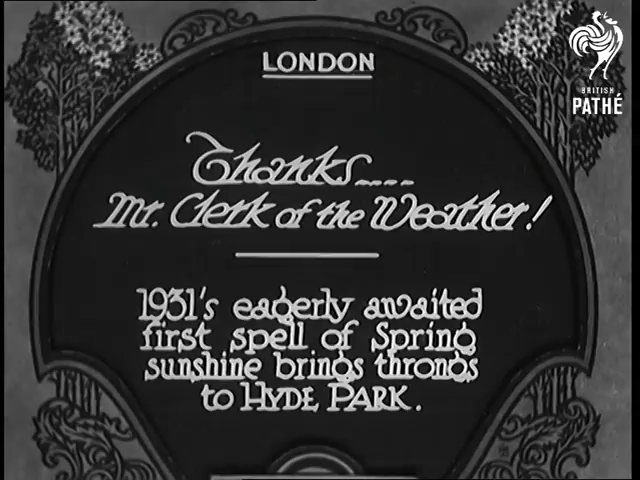 BRITISH
PATHÉ
LONDON
Thanks....
Mr. Clerk of the Weather!
1931's eagerly awaited
first spell of Spring
sunshine brings throngs
to HYDE PARK.